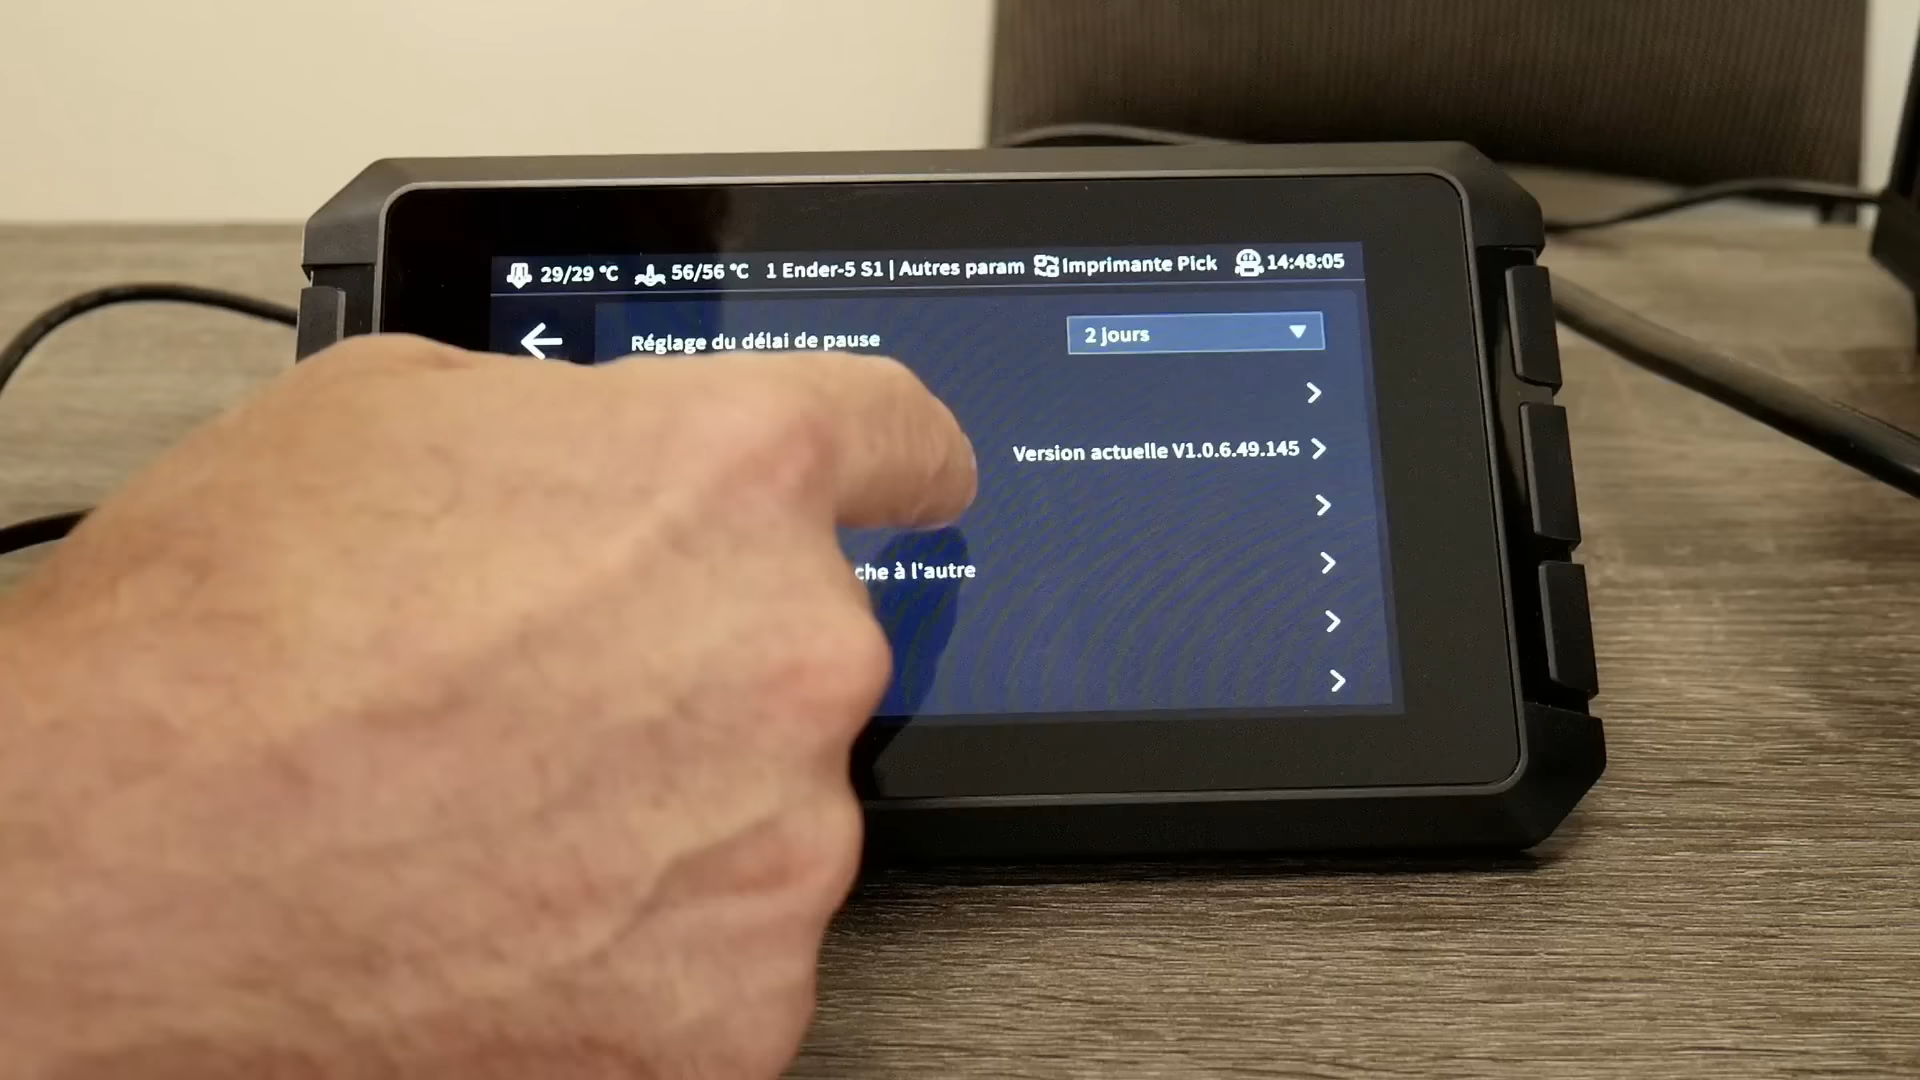 29/29 °C 56/56 °C 1 Ender-5 S1 | Autres param Imprimante Pick 14:48:05
Réglage du délai de pause 2 jours
Version actuelle V1.0.6.49.145
che à l'autre